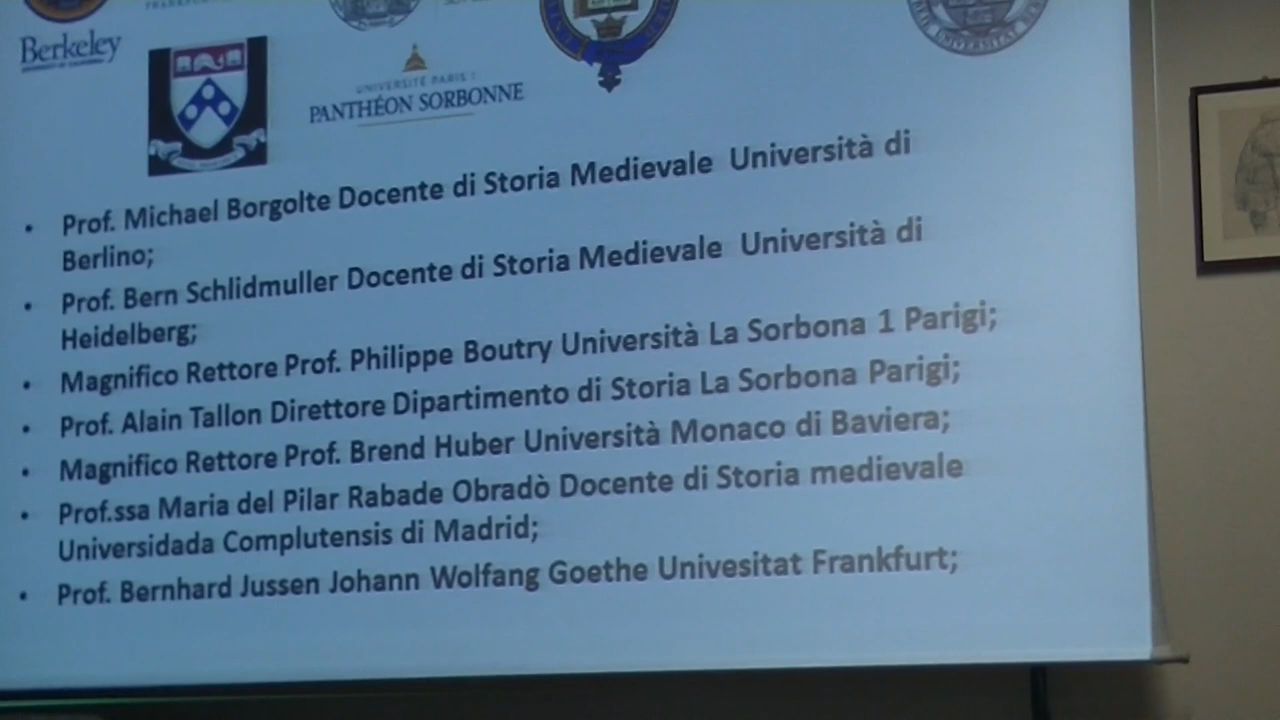 Berkeley
UNIVERSITY OF CALIFORNIA
UNIVERSITÉ PARIS 1
PANTHÉON SORBONNE
• Prof. Michael Borgolte Docente di Storia Medievale Università di
Berlino;
• Prof. Bern Schlidmuller Docente di Storia Medievale Università di
Heidelberg;
• Magnifico Rettore Prof. Philippe Boutry Università La Sorbona 1 Parigi;
• Prof. Alain Tallon Direttore Dipartimento di Storia La Sorbona Parigi;
• Magnifico Rettore Prof. Brend Huber Università Monaco di Baviera;
• Prof.ssa Maria del Pilar Rabade Obradò Docente di Storia medievale
Universidada Complutensis di Madrid;
• Prof. Bernhard Jussen Johann Wolfang Goethe Univesitat Frankfurt;